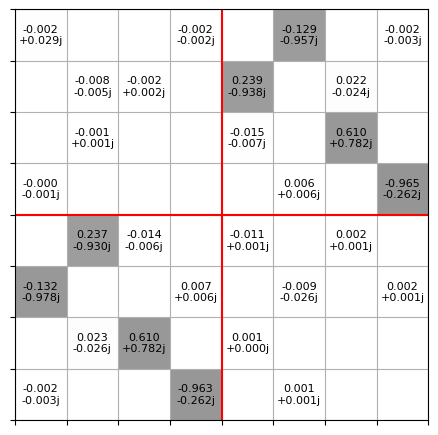 -0.002 -0.002 -0.129 -0.002
+0.029j -0.002j -0.957j -0.003j
-0.008 -0.002 0.239 0.022
-0.005j +0.002j -0.938j -0.024j
-0.001 -0.015 0.610
+0.001j -0.007j +0.782j
-0.000 0.006 -0.965
-0.001j +0.006j -0.262j
0.237 -0.014 -0.011 0.002
-0.930j -0.006j +0.001j +0.001j
-0.132 0.007 -0.009 0.002
-0.978j +0.006j -0.026j +0.001j
0.023 0.610 0.001
-0.026j +0.782j +0.000j
-0.002 -0.963 0.001
-0.003j -0.262j +0.001j